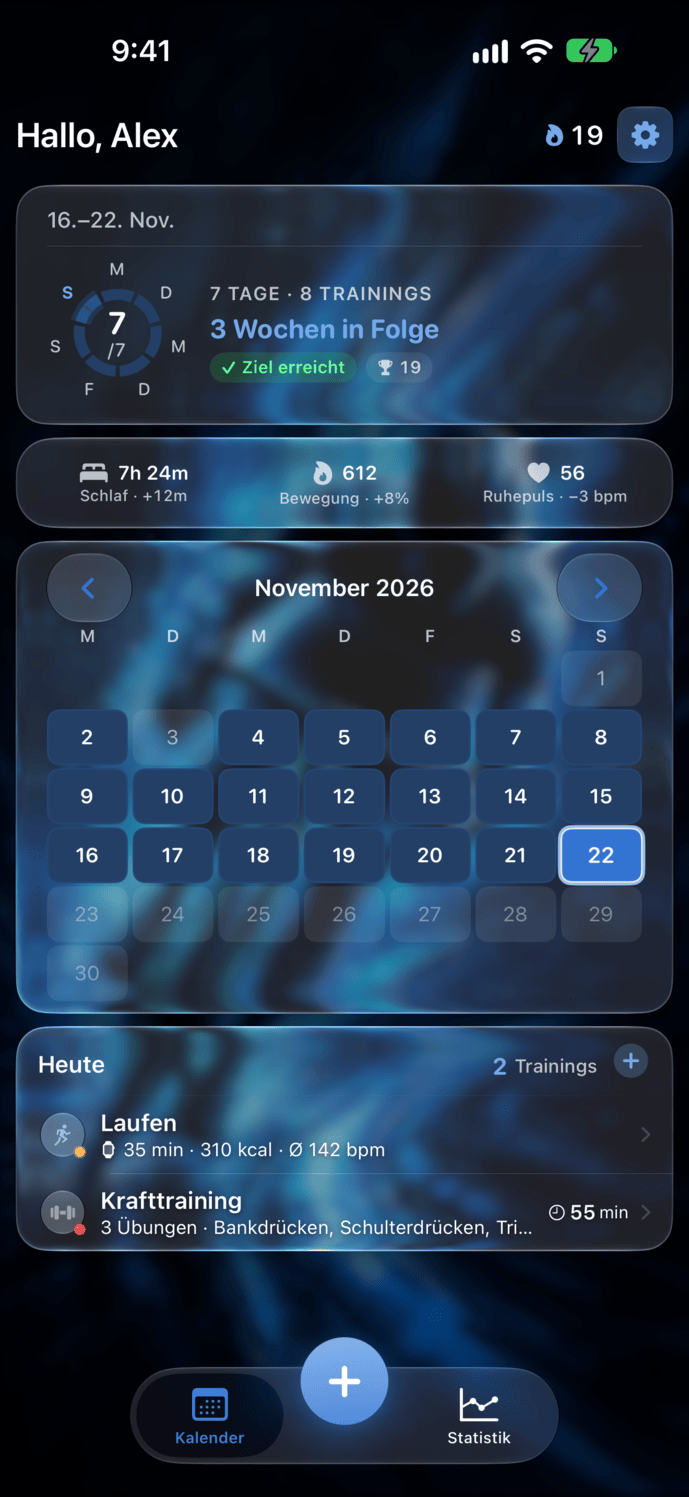 9:41
Hallo, Alex
19
16.–22. Nov.
M
S D
7
S /7 M
F D
7 TAGE · 8 TRAININGS
3 Wochen in Folge
Ziel erreicht 19
7h 24m 612 56
Schlaf · +12m Bewegung · +8% Ruhepuls · −3 bpm
November 2026
M D M D F S S
1
2 3 4 5 6 7 8
9 10 11 12 13 14 15
16 17 18 19 20 21 22
23 24 25 26 27 28 29
30
Heute 2 Trainings +
Laufen
35 min · 310 kcal · Ø 142 bpm
Krafttraining
3 Übungen · Bankdrücken, Schulterdrücken, Tri...
55 min
+
Kalender Statistik